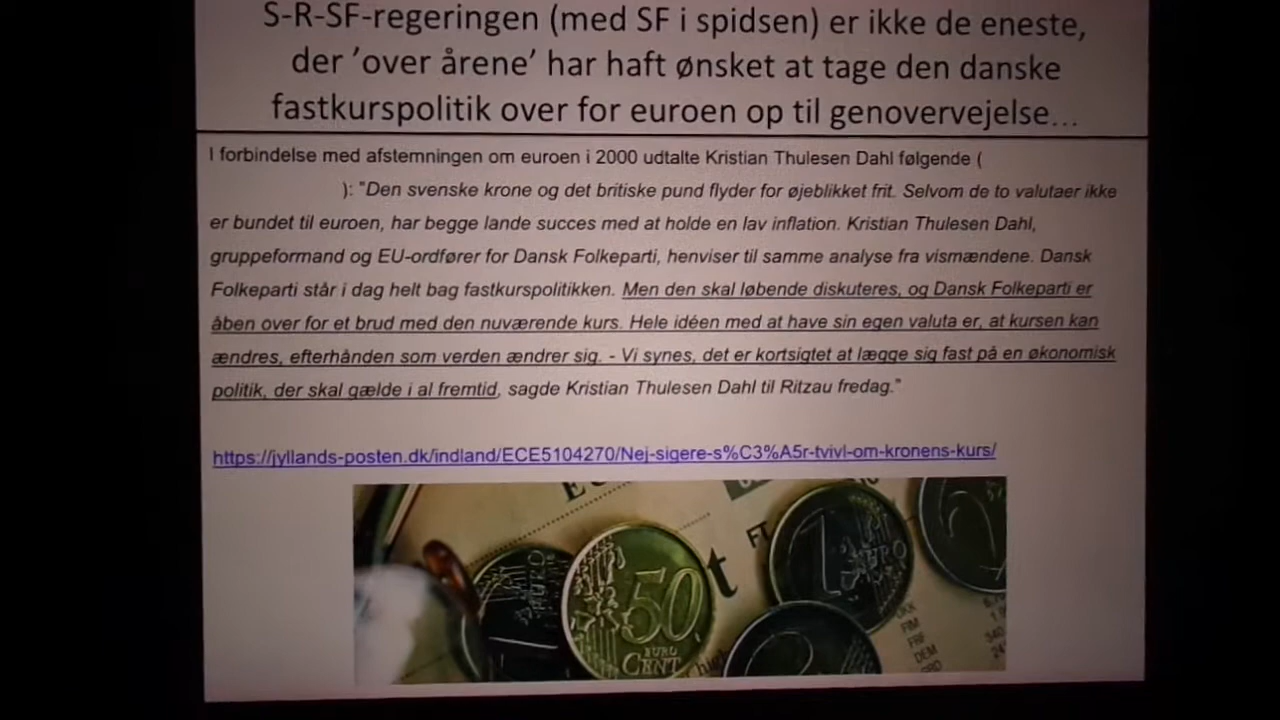 S-R-SF-regeringen (med SF i spidsen) er ikke de eneste,
der ’over årene’ har haft ønsket at tage den danske
fastkurspolitik over for euroen op til genovervejelse...
I forbindelse med afstemningen om euroen i 2000 udtalte Kristian Thulesen Dahl følgende (
): "Den svenske krone og det britiske pund flyder for øjeblikket frit. Selvom de to valutaer ikke
er bundet til euroen, har begge lande succes med at holde en lav inflation. Kristian Thulesen Dahl,
gruppeformand og EU-ordfører for Dansk Folkeparti, henviser til samme analyse fra vismændene. Dansk
Folkeparti står i dag helt bag fastkurspolitikken. Men den skal løbende diskuteres, og Dansk Folkeparti er
åben over for et brud med den nuværende kurs. Hele idéen med at have sin egen valuta er, at kursen kan
ændres, efterhånden som verden ændrer sig. - Vi synes, det er kortsigtet at lægge sig fast på en økonomisk
politik, der skal gælde i al fremtid, sagde Kristian Thulesen Dahl til Ritzau fredag."
https://jyllands-posten.dk/indland/ECE5104270/Nej-sigere-s%C3%A5r-tvivl-om-kronens-kurs/
EURO
50
EURO
CENT
FT
1
EURO
2
FIM
FRF
DEM